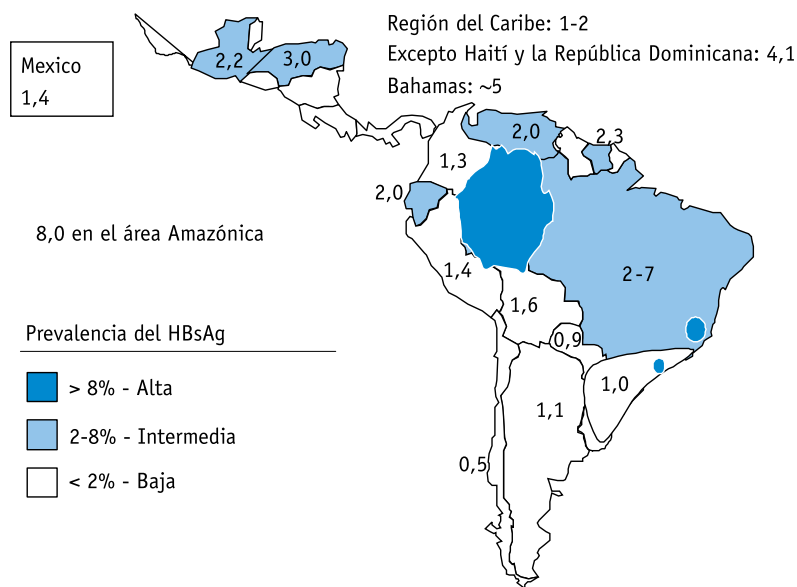 Región del Caribe: 1-2
Excepto Haití y la República Dominicana: 4,1
Bahamas: ~5
Mexico
1,4
2,2
3,0
2,0
2,3
1,3
2,0
8,0 en el área Amazónica
1,4
2-7
1,6
0,9
1,0
1,1
0,5
Prevalencia del HBsAg
> 8% - Alta
2-8% - Intermedia
< 2% - Baja